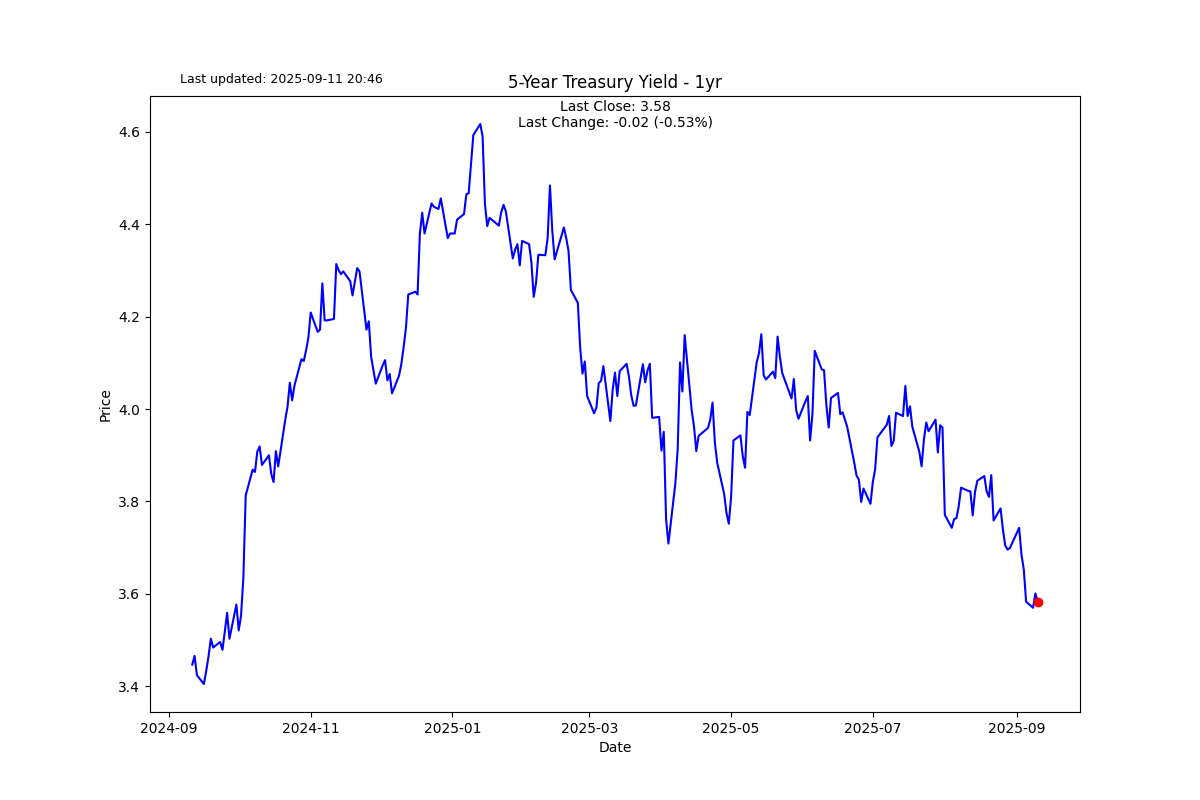 Last updated: 2025-09-11 20:46
5-Year Treasury Yield - 1yr
Last Close: 3.58
Last Change: -0.02 (-0.53%)
4.6
4.4
4.2
4.0
3.8
3.6
3.4
Price
2024-09
2024-11
2025-01
2025-03
2025-05
2025-07
2025-09
Date